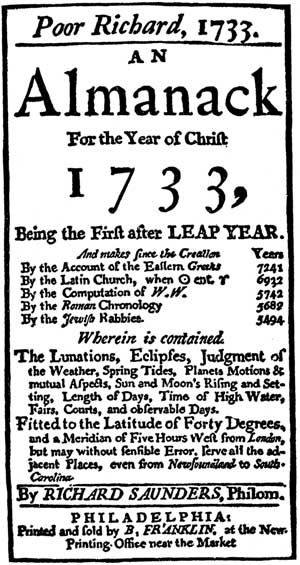 Poor Richard, 1733.
AN
Almanack
For the Year of Christ
1733,
Being the First after LEAP YEAR.
And makes since the Creation Years
By the Account of the Eastern Greeks 7241
By the Latin Church, when ☉ ent. ♈ 6932
By the Computation of W.W. 5742
By the Roman Chronology 5682
By the Jewish Rabbies. 5494
Wherein is contained.
The Lunations, Eclipses, Judgment of
the Weather, Spring Tides, Planets Motions &
mutual Aspects, Sun and Moon's Rising and Set-
ting, Length of Days, Time of High Water,
Fairs, Courts, and observable Days.
Fitted to the Latitude of Forty Degrees,
and a Meridian of Five Hours West from London,
but may without sensible Error, serve all the ad-
jacent Places, even from Newfoundland to South-
Carolina.
By RICHARD SAUNDERS, Philom.
PHILADELPHIA:
Printed and sold by B, FRANKLIN, at the New-
Printing-Office near the Market